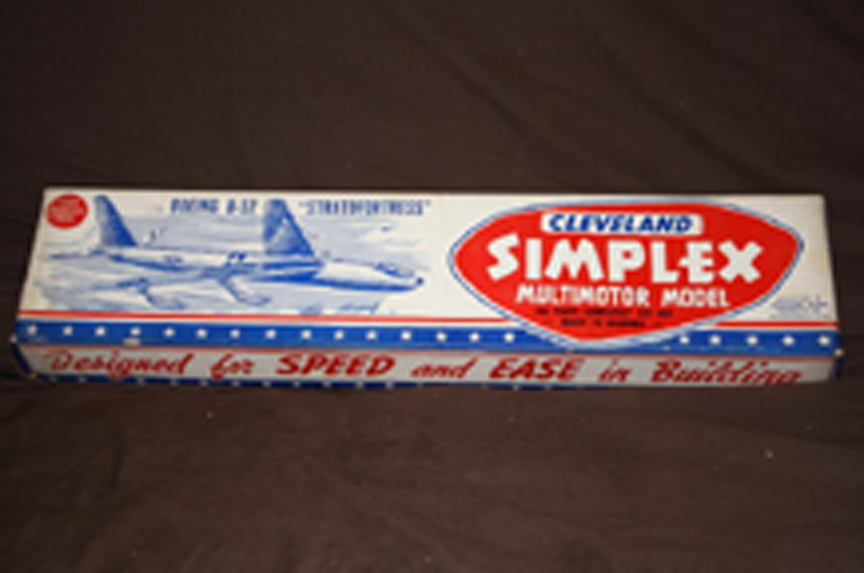 BOEING B-52 "STRATOFORTRESS"
CLEVELAND
SIMPLEX
MULTIMOTOR MODEL
Designed for SPEED and EASE in Building